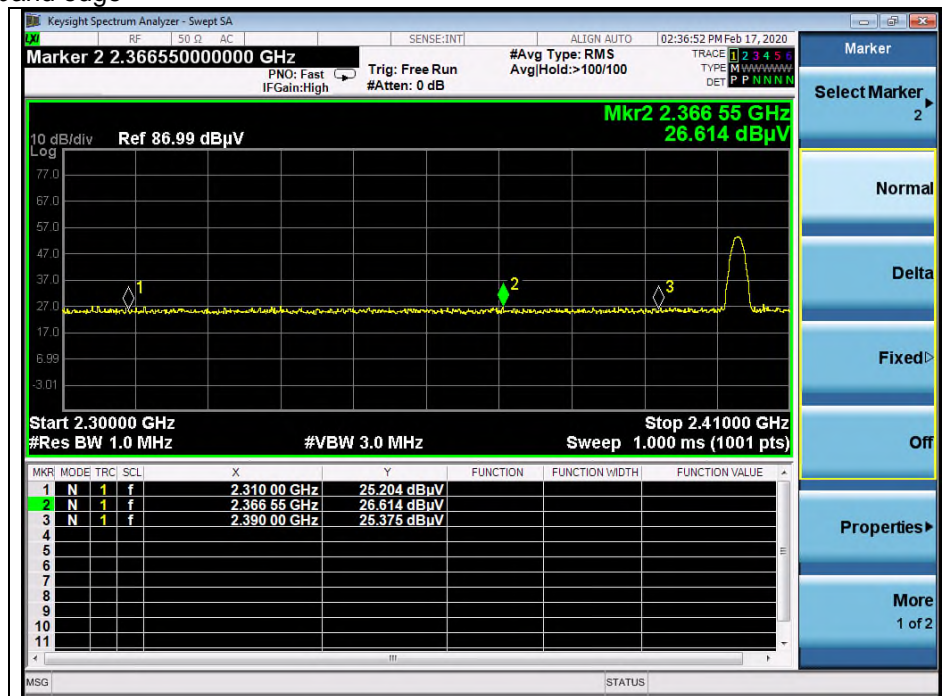 band edge
Keysight Spectrum Analyzer - Swept SA
LXI RF 50 Ω AC SENSE:INT ALIGN AUTO 02:36:52 PM Feb 17, 2020
Marker 2 2.366550000000 GHz
PNO: Fast
IFGain:High
Trig: Free Run
#Atten: 0 dB
#Avg Type: RMS
Avg|Hold:>100/100
TRACE 1 2 3 4 5 6
TYPE M W W W W W
DET P P N N N N
Mkr2 2.366 55 GHz
26.614 dBµV
10 dB/div Ref 86.99 dBµV
Log
77.0
67.0
57.0
47.0
37.0
27.0
17.0
6.99
-3.01
1
2
3
Start 2.30000 GHz Stop 2.41000 GHz
#Res BW 1.0 MHz #VBW 3.0 MHz Sweep 1.000 ms (1001 pts)
MKR MODE TRC SCL X Y FUNCTION FUNCTION WIDTH FUNCTION VALUE
1 N 1 f 2.310 00 GHz 25.204 dBµV
2 N 1 f 2.366 55 GHz 26.614 dBµV
3 N 1 f 2.390 00 GHz 25.375 dBµV
4
5
6
7
8
9
10
11
MSG STATUS
Marker
Select Marker
2
Normal
Delta
Fixed
Off
Properties
More
1 of 2